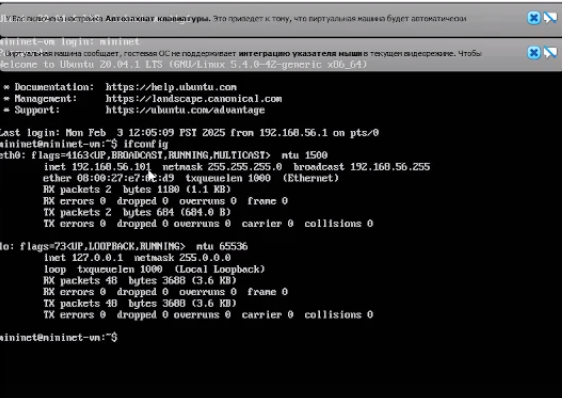 У Вас включена настройка Автозахват клавиатуры. Это приведет к тому, что виртуальная машина будет автоматически
mininet-vm login: mininet
Виртуальная машина сообщает, гостевая ОС не поддерживает интеграцию указателя мыши в текущем видеорежиме. Чтобы
Welcome to Ubuntu 20.04.1 LTS (GNU/Linux 5.4.0-42-generic x86_64)
* Documentation: https://help.ubuntu.com
* Management: https://landscape.canonical.com
* Support: https://ubuntu.com/advantage
Last login: Mon Feb 3 12:05:09 PST 2025 from 192.168.56.1 on pts/0
mininet@mininet-vm:~$ ifconfig
eth0: flags=4163<UP,BROADCAST,RUNNING,MULTICAST> mtu 1500
inet 192.168.56.101 netmask 255.255.255.0 broadcast 192.168.56.255
ether txqueuelen 1000 (Ethernet)
RX packets 2 bytes 1180 (1.1 KB)
RX errors 0 dropped 0 overruns 0 frame 0
TX packets 2 bytes 684 (684.0 B)
TX errors 0 dropped 0 overruns 0 carrier 0 collisions 0
lo: flags=73<UP,LOOPBACK,RUNNING> mtu 65536
inet 127.0.0.1 netmask 255.0.0.0
loop txqueuelen 1000 (Local Loopback)
RX packets 48 bytes 3688 (3.6 KB)
RX errors 0 dropped 0 overruns 0 frame 0
TX packets 48 bytes 3688 (3.6 KB)
TX errors 0 dropped 0 overruns 0 carrier 0 collisions 0
mininet@mininet-vm:~$